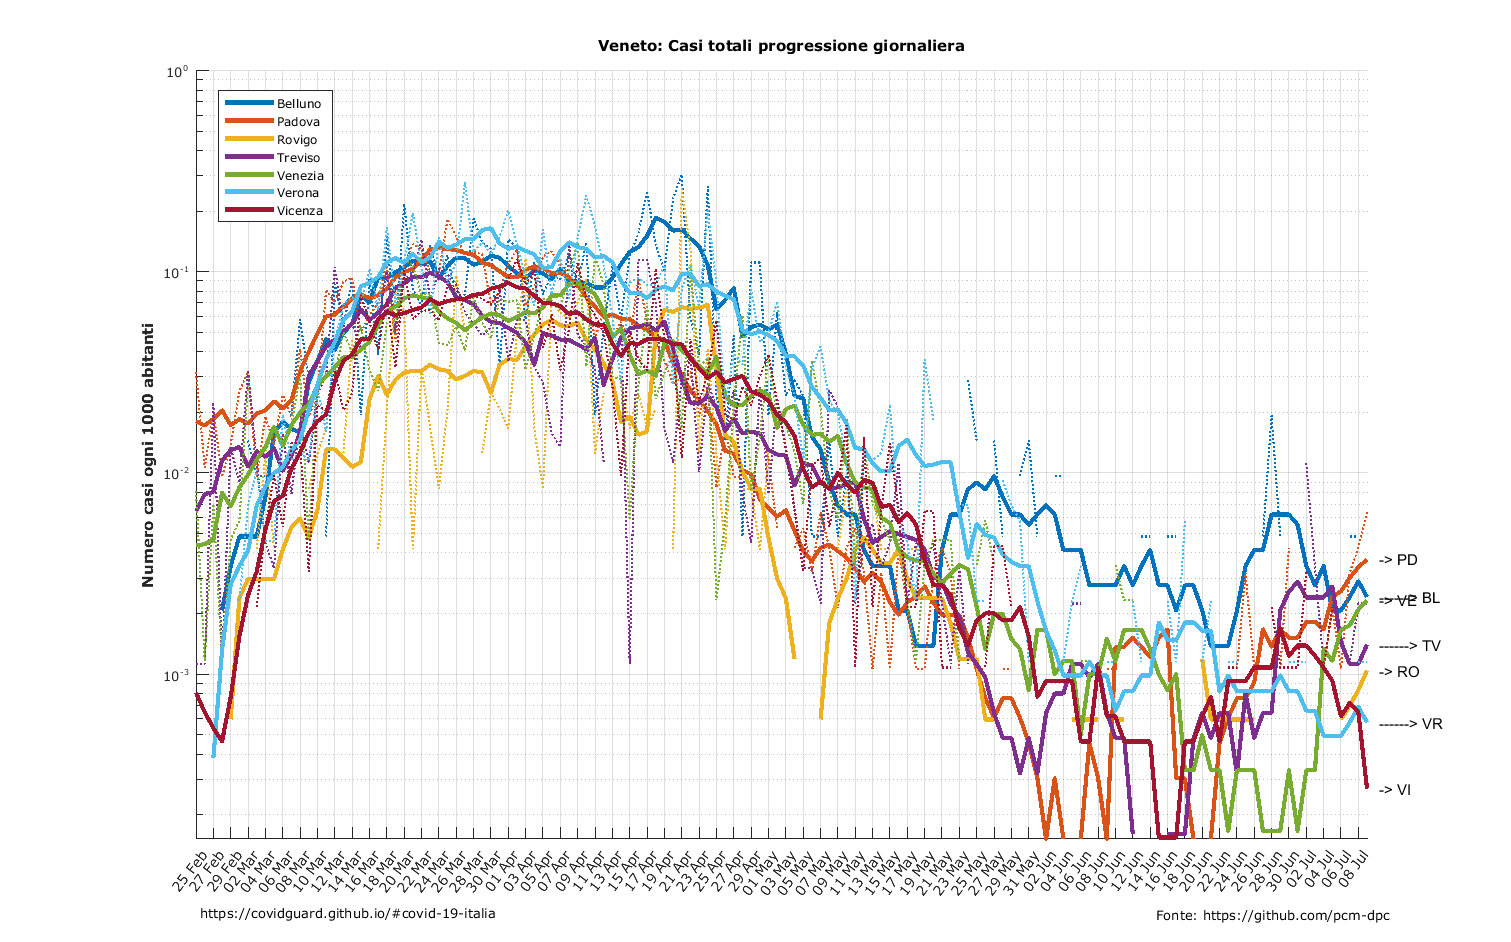 Veneto: Casi totali progressione giornaliera
10⁰
10⁻¹
10⁻²
10⁻³
Numero casi ogni 1000 abitanti
Belluno
Padova
Rovigo
Treviso
Venezia
Verona
Vicenza
-> PD
-----> BL
-> VE
------> TV
-> RO
------> VR
-> VI
25 Feb
27 Feb
29 Feb
02 Mar
04 Mar
06 Mar
08 Mar
10 Mar
12 Mar
14 Mar
16 Mar
18 Mar
20 Mar
22 Mar
24 Mar
26 Mar
28 Mar
30 Mar
01 Apr
03 Apr
05 Apr
07 Apr
09 Apr
11 Apr
13 Apr
15 Apr
17 Apr
19 Apr
21 Apr
23 Apr
25 Apr
27 Apr
29 Apr
01 May
03 May
05 May
07 May
09 May
11 May
13 May
15 May
17 May
19 May
21 May
23 May
25 May
27 May
29 May
31 May
02 Jun
04 Jun
06 Jun
08 Jun
10 Jun
12 Jun
14 Jun
16 Jun
18 Jun
20 Jun
22 Jun
24 Jun
26 Jun
28 Jun
30 Jun
02 Jul
04 Jul
06 Jul
08 Jul
https://covidguard.github.io/#covid-19-italia
Fonte: https://github.com/pcm-dpc